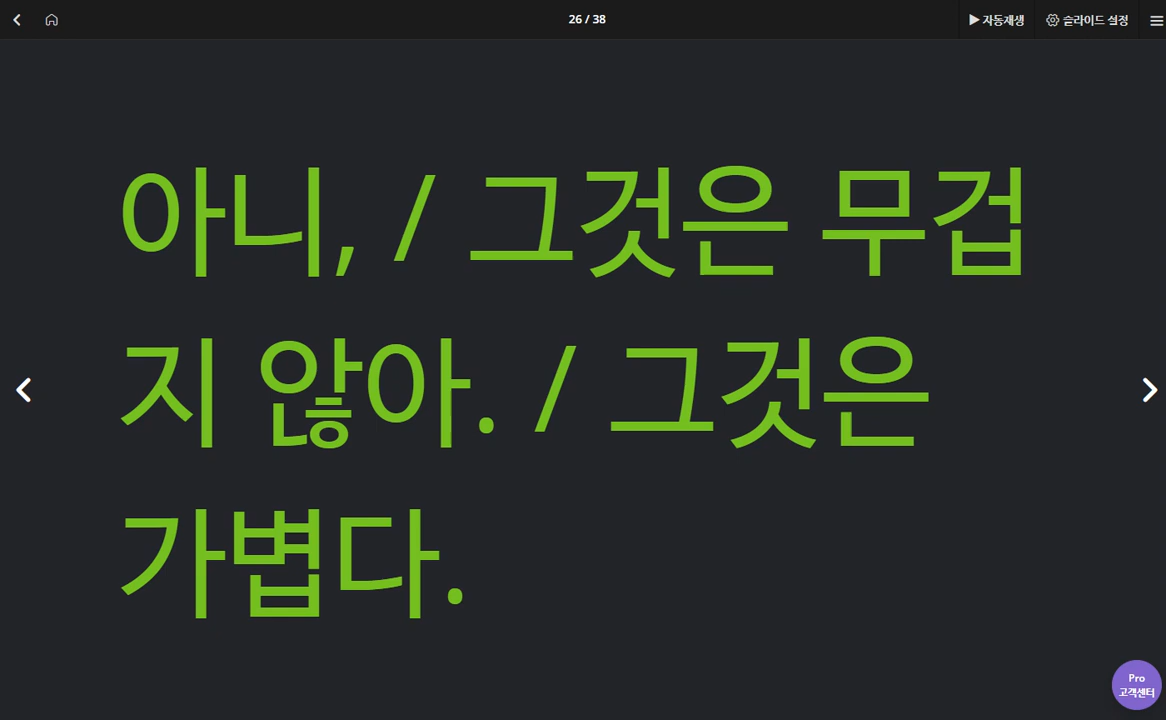 26 / 38
▶ 자동재생
슬라이드 설정
아니, / 그것은 무겁
지 않아. / 그것은
가볍다.
Pro
고객센터